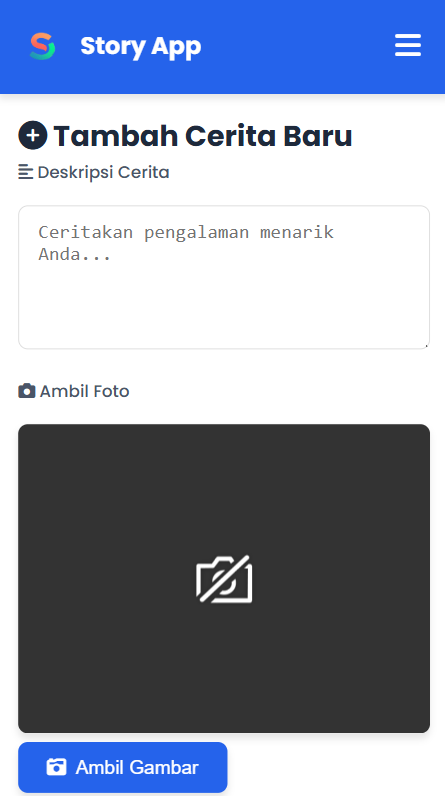 Story App
Tambah Cerita Baru
Deskripsi Cerita
Ceritakan pengalaman menarik
Anda...
Ambil Foto
Ambil Gambar